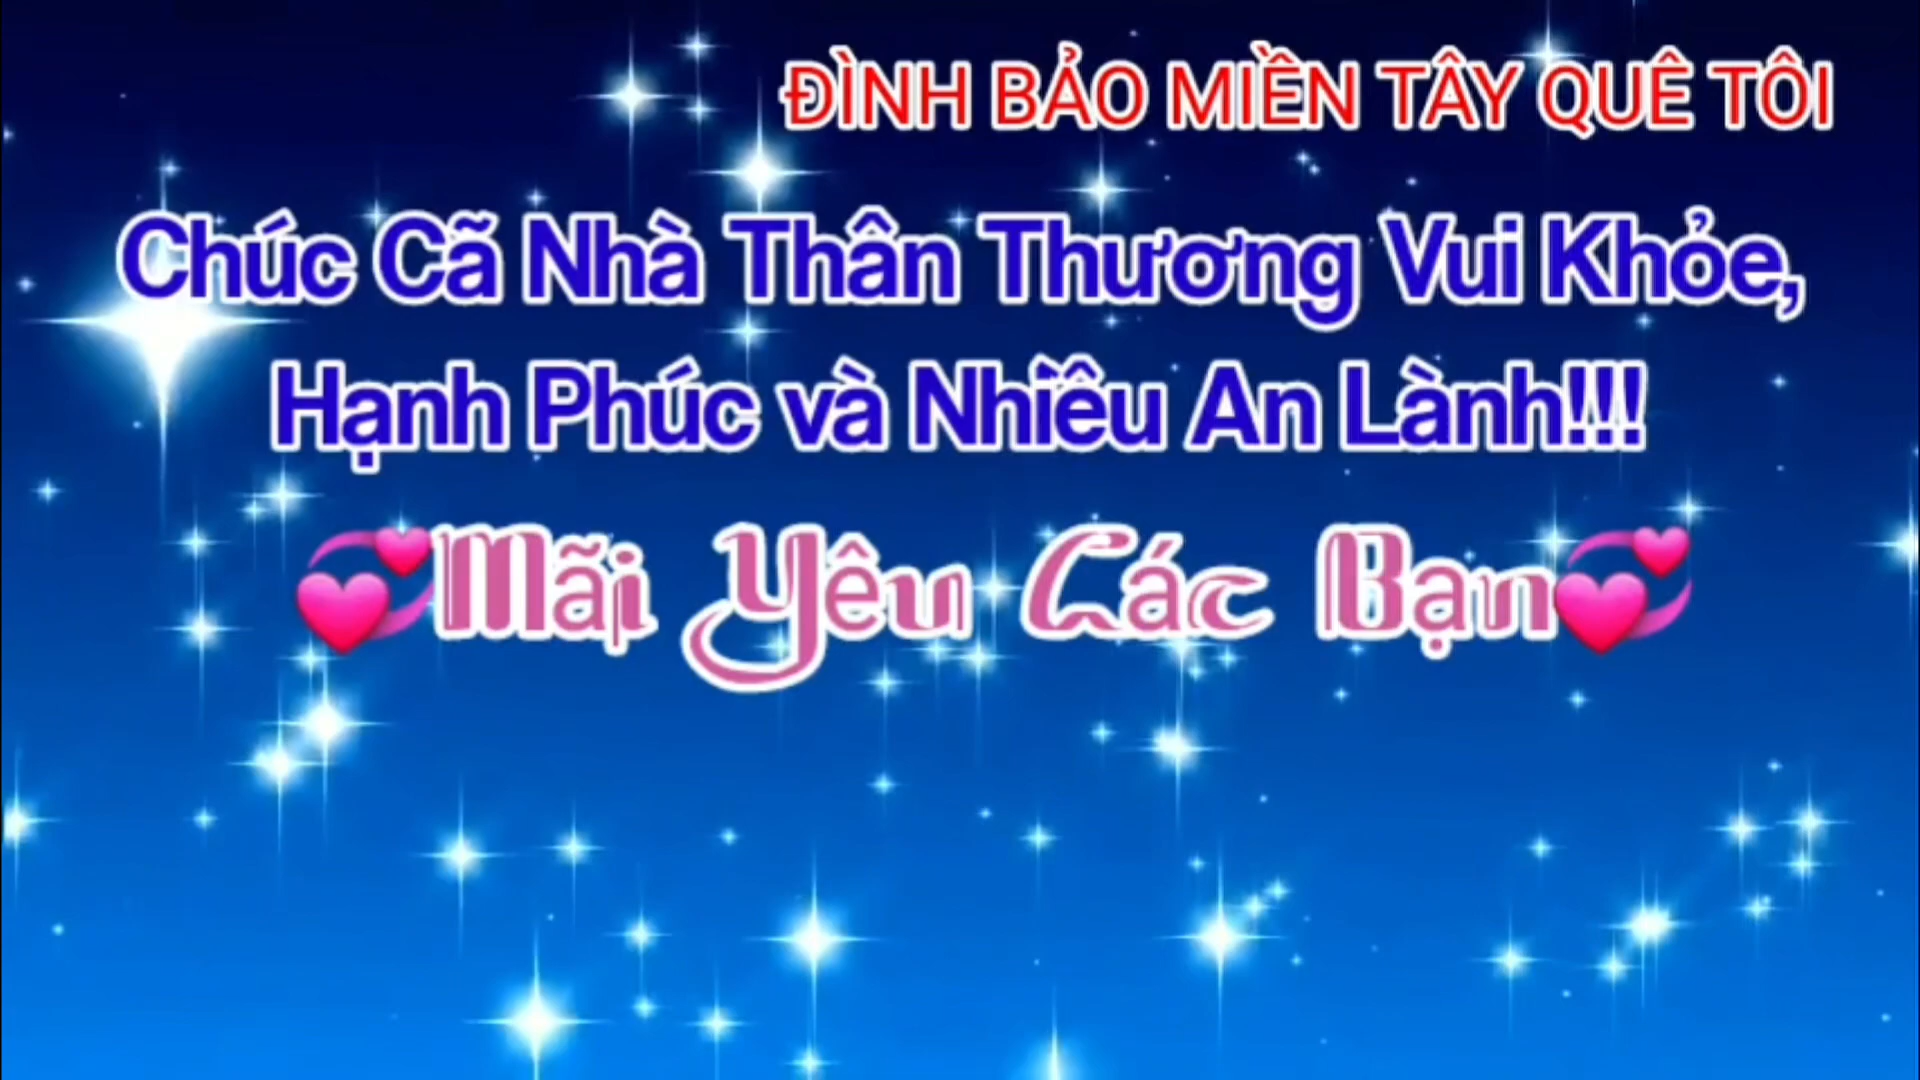 ĐÌNH BẢO MIỀN TÂY QUÊ TÔI
Chúc Cã Nhà Thân Thương Vui Khỏe,
Hạnh Phúc và Nhiều An Lành!!!
💞Mãi Yêu Các Bạn💞